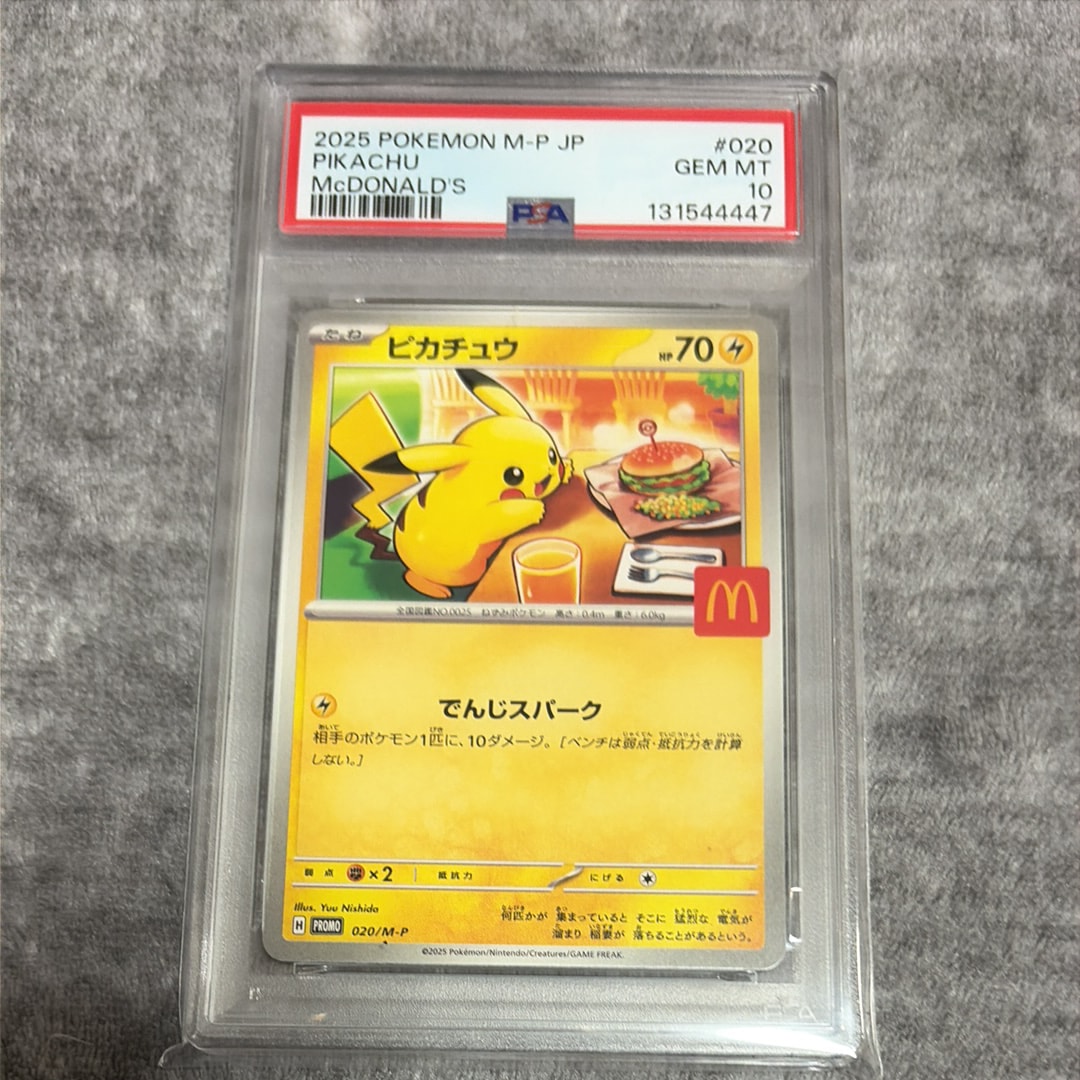 2025 POKEMON M-P JP #020
PIKACHU GEM MT
McDONALD'S 10
PSA 131544447
たね ピカチュウ HP70
全国図鑑NO.0025 ねずみポケモン 高さ:0.4m 重さ:6.0kg
でんじスパーク
相手のポケモン1匹に、10ダメージ。[ベンチは弱点・抵抗力を計算
しない。]
弱点 ×2 抵抗力 にげる
Illus. Yuu Nishida
何匹かが 集まっていると そこに 猛烈な 電気が
溜まり 稲妻が 落ちることがあるという。
H PROMO 020/M-P
©2025 Pokémon/Nintendo/Creatures/GAME FREAK.